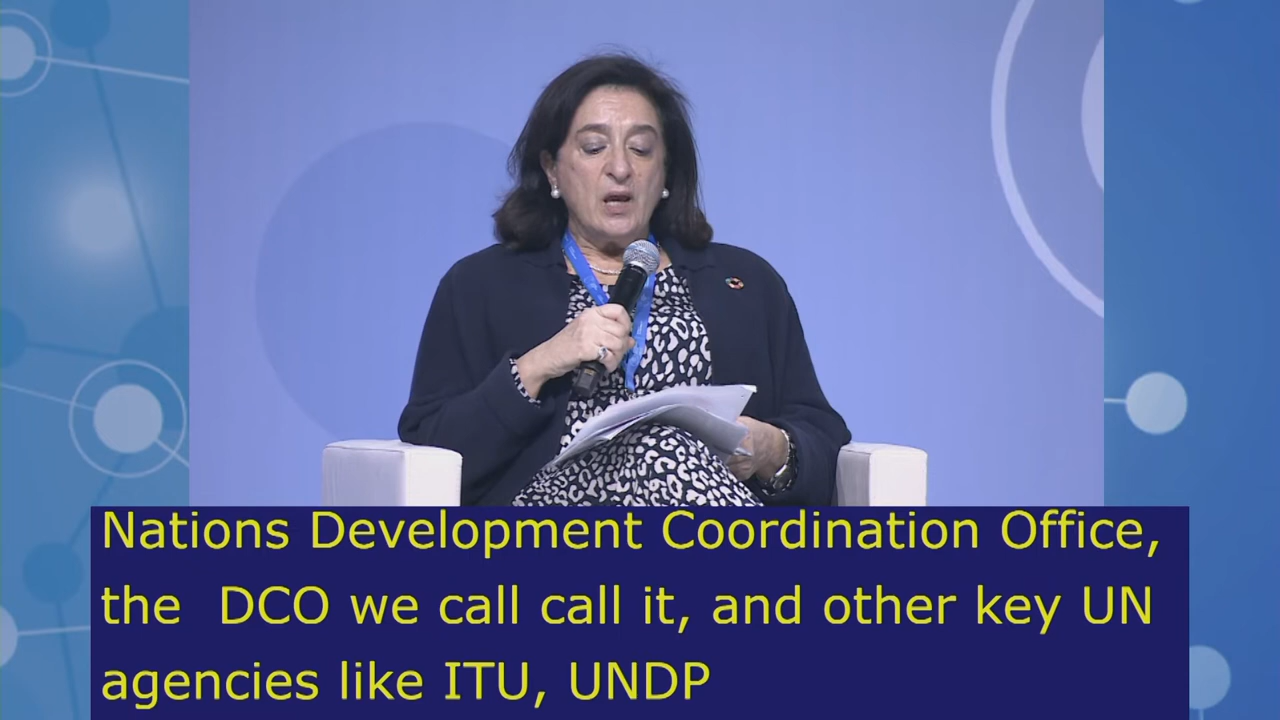 Nations Development Coordination Office,
the  DCO we call call it, and other key UN
agencies like ITU, UNDP